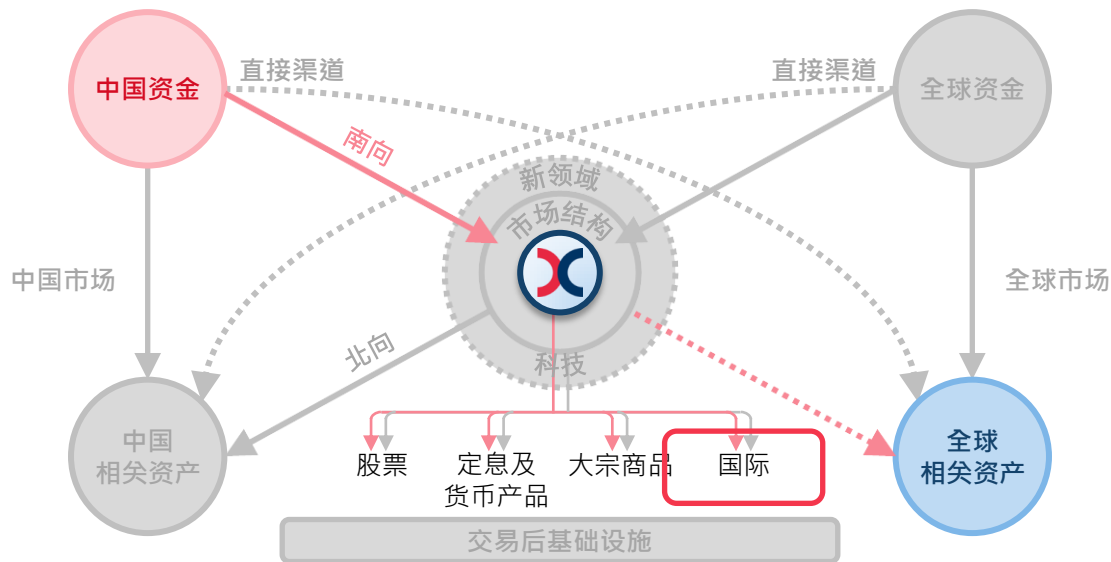 中国资金
直接渠道
直接渠道
全球资金
南向
新领域
市场结构
中国市场
全球市场
北向
科技
中国
相关资产
股票
定息及
货币产品
大宗商品
国际
全球
相关资产
交易后基础设施